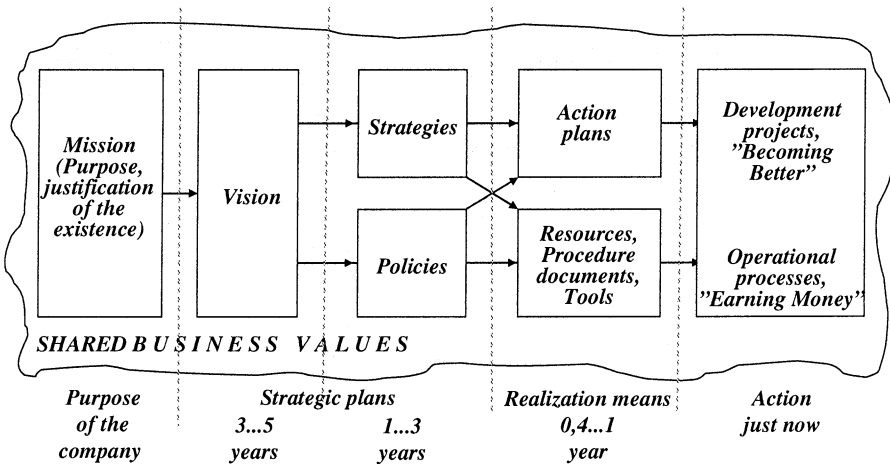 Mission
(Purpose,
justification
of the
existence)
Vision
Strategies
Policies
Action
plans
Resources,
Procedure
documents,
Tools
Development
projects,
”Becoming
Better”
Operational
processes,
”Earning Money”
SHARED BUSINESS VALUES
Purpose
of the
company
Strategic plans
3...5
years
1...3
years
Realization means
0,4...1
year
Action
just now